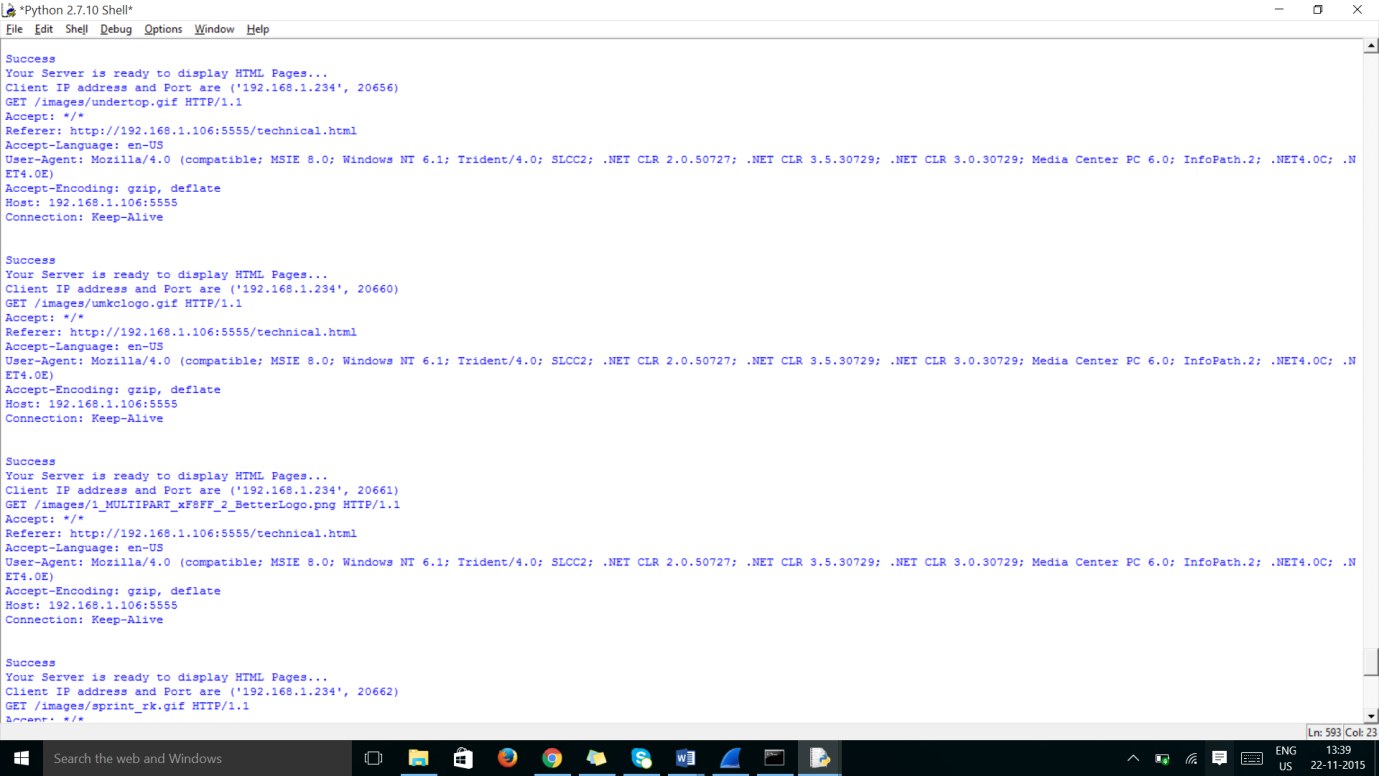 *Python 2.7.10 Shell*
File Edit Shell Debug Options Window Help
Success
Your Server is ready to display HTML Pages...
Client IP address and Port are ('192.168.1.234', 20656)
GET /images/undertop.gif HTTP/1.1
Accept: */*
Referer: http://192.168.1.106:5555/technical.html
Accept-Language: en-US
User-Agent: Mozilla/4.0 (compatible; MSIE 8.0; Windows NT 6.1; Trident/4.0; SLCC2; .NET CLR 2.0.50727; .NET CLR 3.5.30729; .NET CLR 3.0.30729; Media Center PC 6.0; InfoPath.2; .NET4.0C; .N
ET4.0E)
Accept-Encoding: gzip, deflate
Host: 192.168.1.106:5555
Connection: Keep-Alive
Success
Your Server is ready to display HTML Pages...
Client IP address and Port are ('192.168.1.234', 20660)
GET /images/umkclogo.gif HTTP/1.1
Accept: */*
Referer: http://192.168.1.106:5555/technical.html
Accept-Language: en-US
User-Agent: Mozilla/4.0 (compatible; MSIE 8.0; Windows NT 6.1; Trident/4.0; SLCC2; .NET CLR 2.0.50727; .NET CLR 3.5.30729; .NET CLR 3.0.30729; Media Center PC 6.0; InfoPath.2; .NET4.0C; .N
ET4.0E)
Accept-Encoding: gzip, deflate
Host: 192.168.1.106:5555
Connection: Keep-Alive
Success
Your Server is ready to display HTML Pages...
Client IP address and Port are ('192.168.1.234', 20661)
GET /images/1_MULTIPART_xF8FF_2_BetterLogo.png HTTP/1.1
Accept: */*
Referer: http://192.168.1.106:5555/technical.html
Accept-Language: en-US
User-Agent: Mozilla/4.0 (compatible; MSIE 8.0; Windows NT 6.1; Trident/4.0; SLCC2; .NET CLR 2.0.50727; .NET CLR 3.5.30729; .NET CLR 3.0.30729; Media Center PC 6.0; InfoPath.2; .NET4.0C; .N
ET4.0E)
Accept-Encoding: gzip, deflate
Host: 192.168.1.106:5555
Connection: Keep-Alive
Success
Your Server is ready to display HTML Pages...
Client IP address and Port are ('192.168.1.234', 20662)
GET /images/sprint_rk.gif HTTP/1.1
Accept: */*
Ln: 593 Col: 23
Search the web and Windows
ENG
US
13:39
22-11-2015